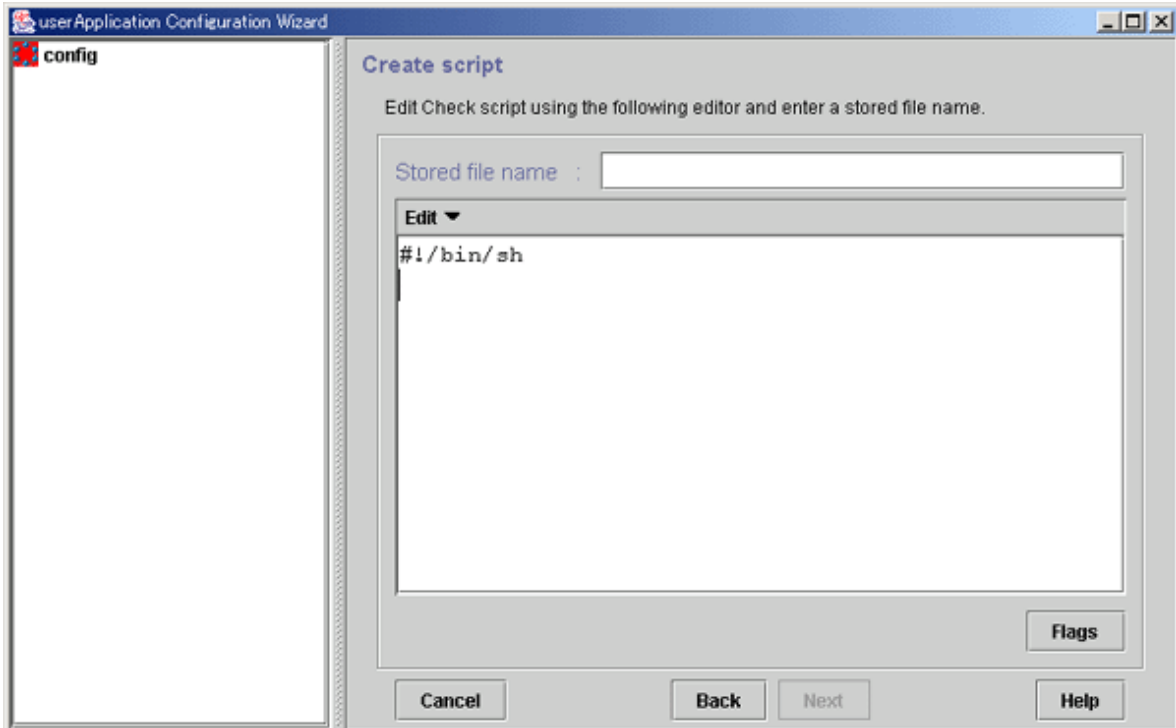 userApplication Configuration Wizard
config
Create script
Edit Check script using the following editor and enter a stored file name.
Stored file name :
Edit
#!/bin/sh
Flags
Cancel Back Next Help